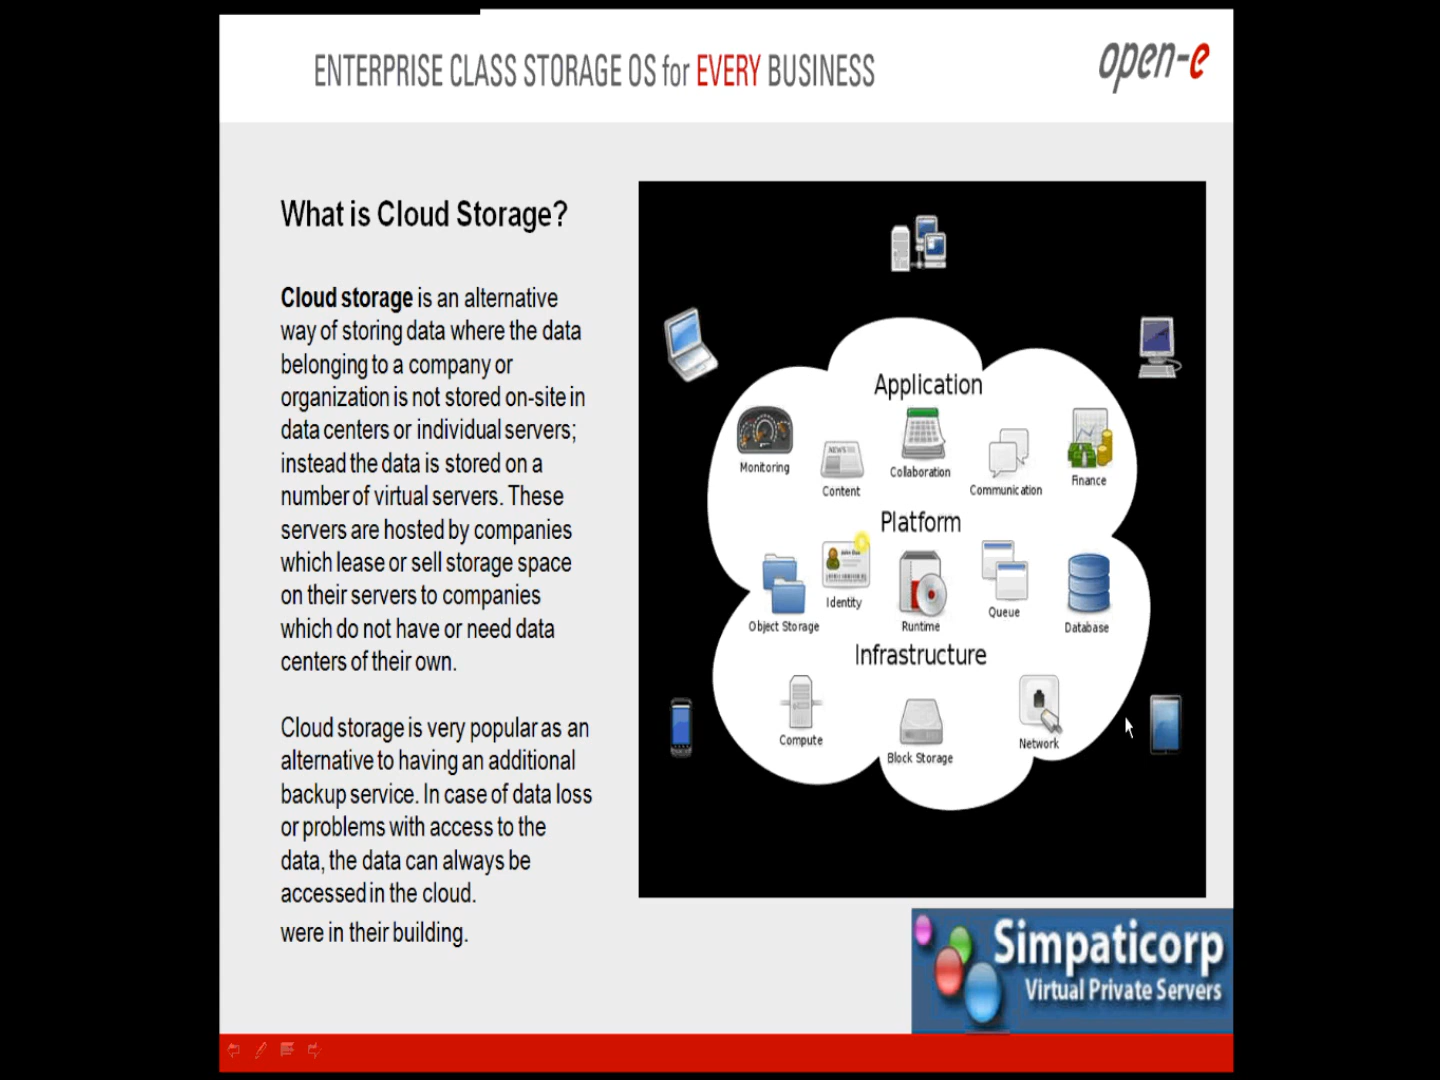 ENTERPRISE CLASS STORAGE OS for EVERY BUSINESS
open-e
What is Cloud Storage?
Cloud storage is an alternative
way of storing data where the data
belonging to a company or
organization is not stored on-site in
data centers or individual servers;
instead the data is stored on a
number of virtual servers. These
servers are hosted by companies
which lease or sell storage space
on their servers to companies
which do not have or need data
centers of their own.
Cloud storage is very popular as an
alternative to having an additional
backup service. In case of data loss
or problems with access to the
data, the data can always be
accessed in the cloud.
were in their building.
Application
Monitoring
Content
Collaboration
Communication
Finance
Platform
Object Storage
Identity
Runtime
Queue
Database
Infrastructure
Compute
Block Storage
Network
NEWS
Simpaticorp
Virtual Private Servers